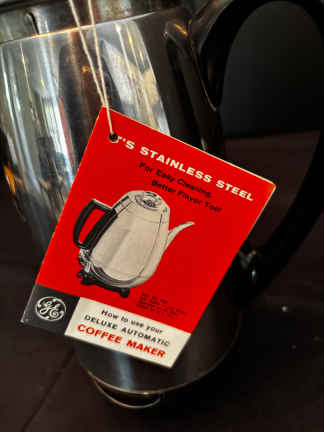 'S STAINLESS STEEL
For Easy Cleaning,
Better Flavor Too!
GE
How to use your
DELUXE AUTOMATIC
COFFEE MAKER